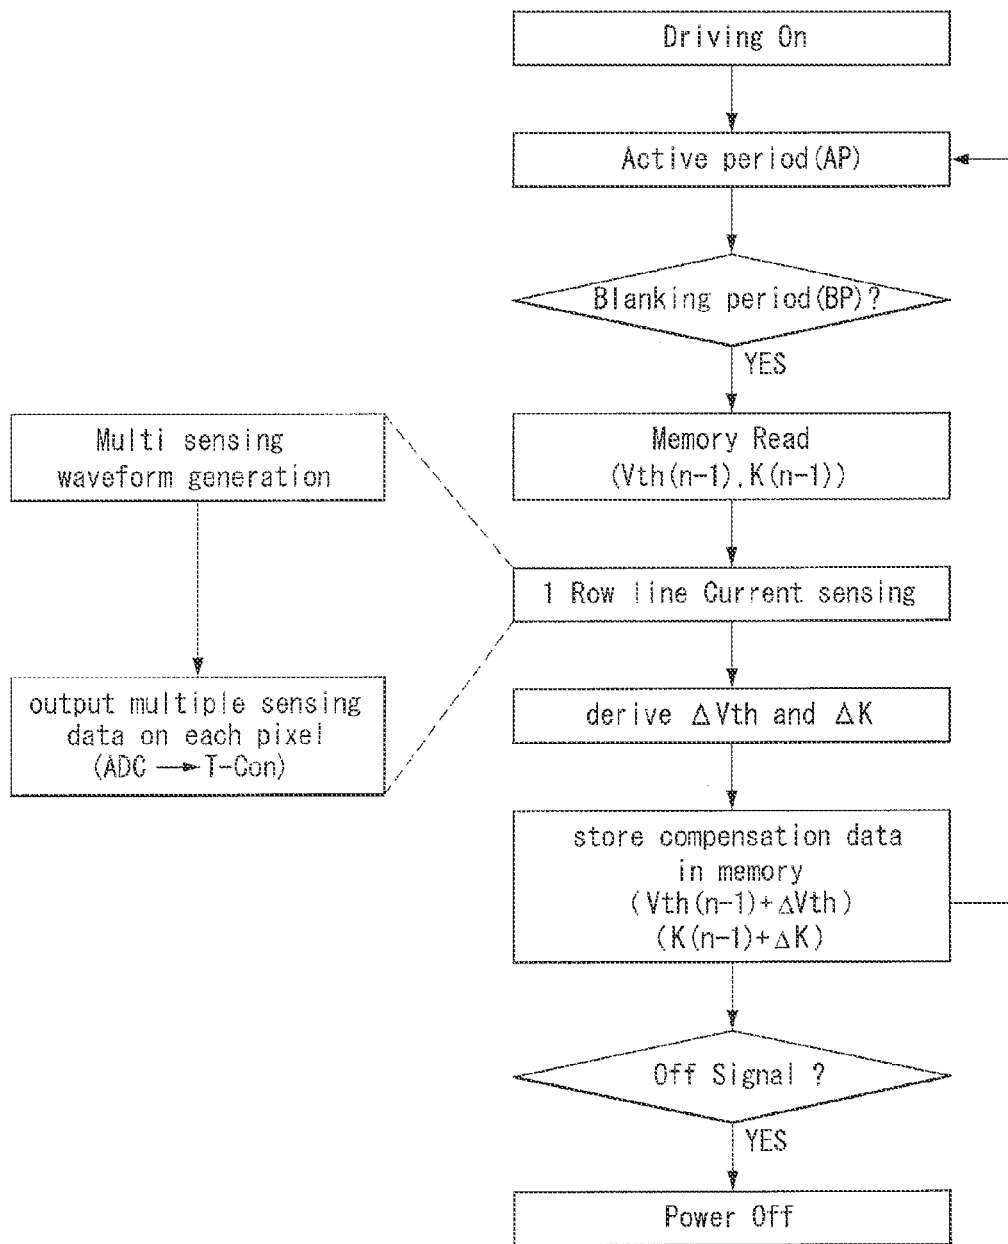 Driving On
Active period(AP)
Blanking period(BP)?
YES
Memory Read
(Vth(n-1).K(n-1))
Multi sensing
waveform generation
1 Row line Current sensing
output multiple sensing
data on each pixel
(ADC → T-Con)
derive ΔVth and ΔK
store compensation data
in memory
(Vth(n-1)+ΔVth)
(K(n-1)+ΔK)
Off Signal ?
YES
Power Off